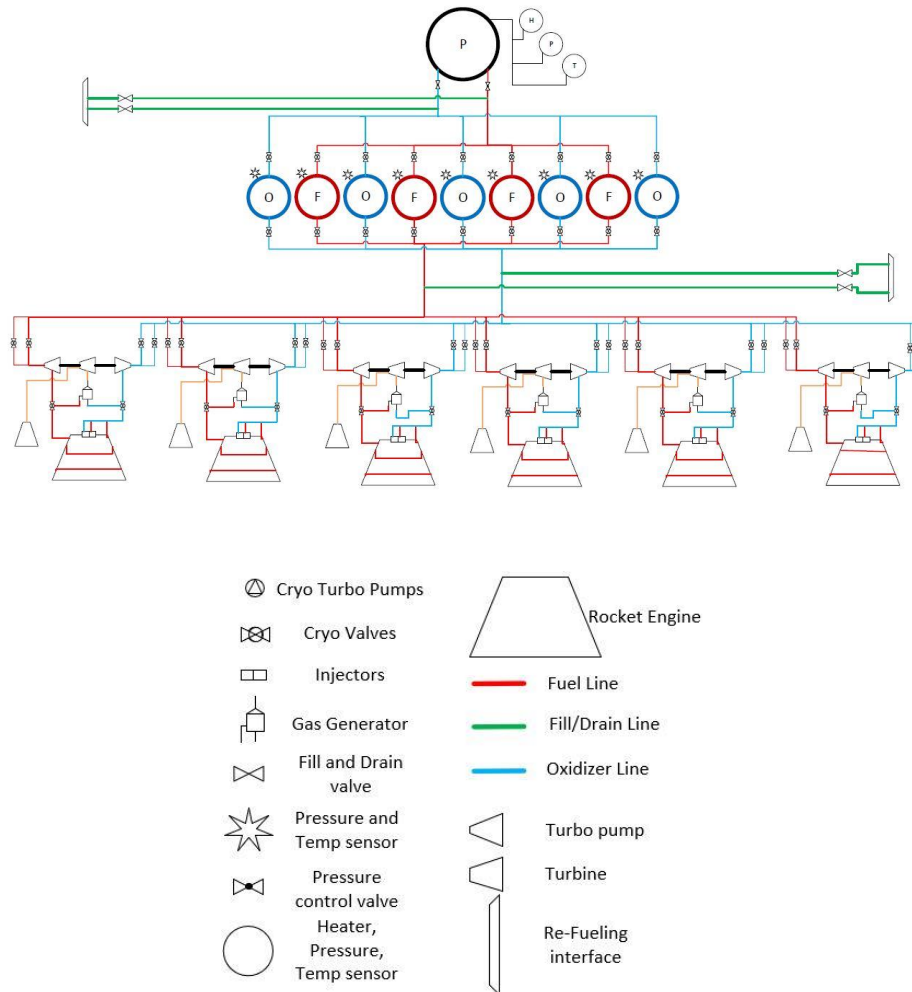 H
P
P
T
O F O F O F O F O
Cryo Turbo Pumps
Cryo Valves
Injectors
Gas Generator
Fill and Drain
valve
Pressure and
Temp sensor
Pressure
control valve
Heater,
Pressure,
Temp sensor
Rocket Engine
Fuel Line
Fill/Drain Line
Oxidizer Line
Turbo pump
Turbine
Re-Fueling
interface